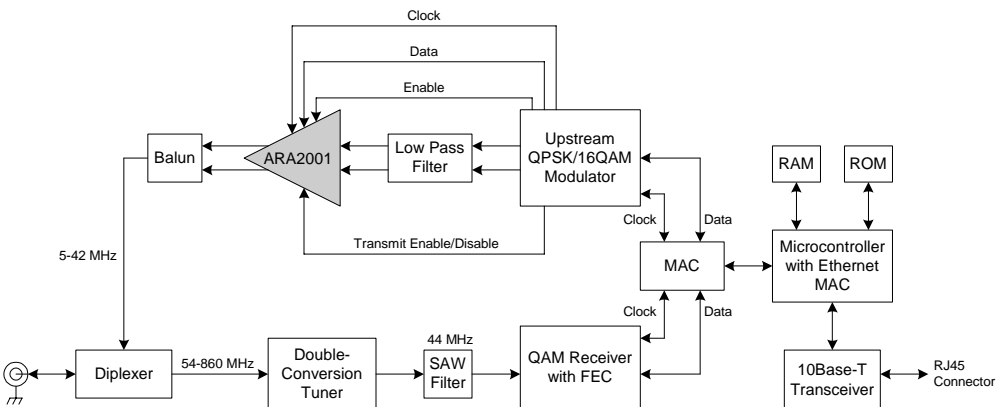 Clock
Data
Enable
Balun
ARA2001
Low Pass
Filter
Upstream
QPSK/16QAM
Modulator
RAM
ROM
Transmit Enable/Disable
Clock
Data
5-42 MHz
MAC
Microcontroller
with Ethernet
MAC
Clock
Data
Diplexer
54-860 MHz
Double-
Conversion
Tuner
44 MHz
SAW
Filter
QAM Receiver
with FEC
10Base-T
Transceiver
RJ45
Connector